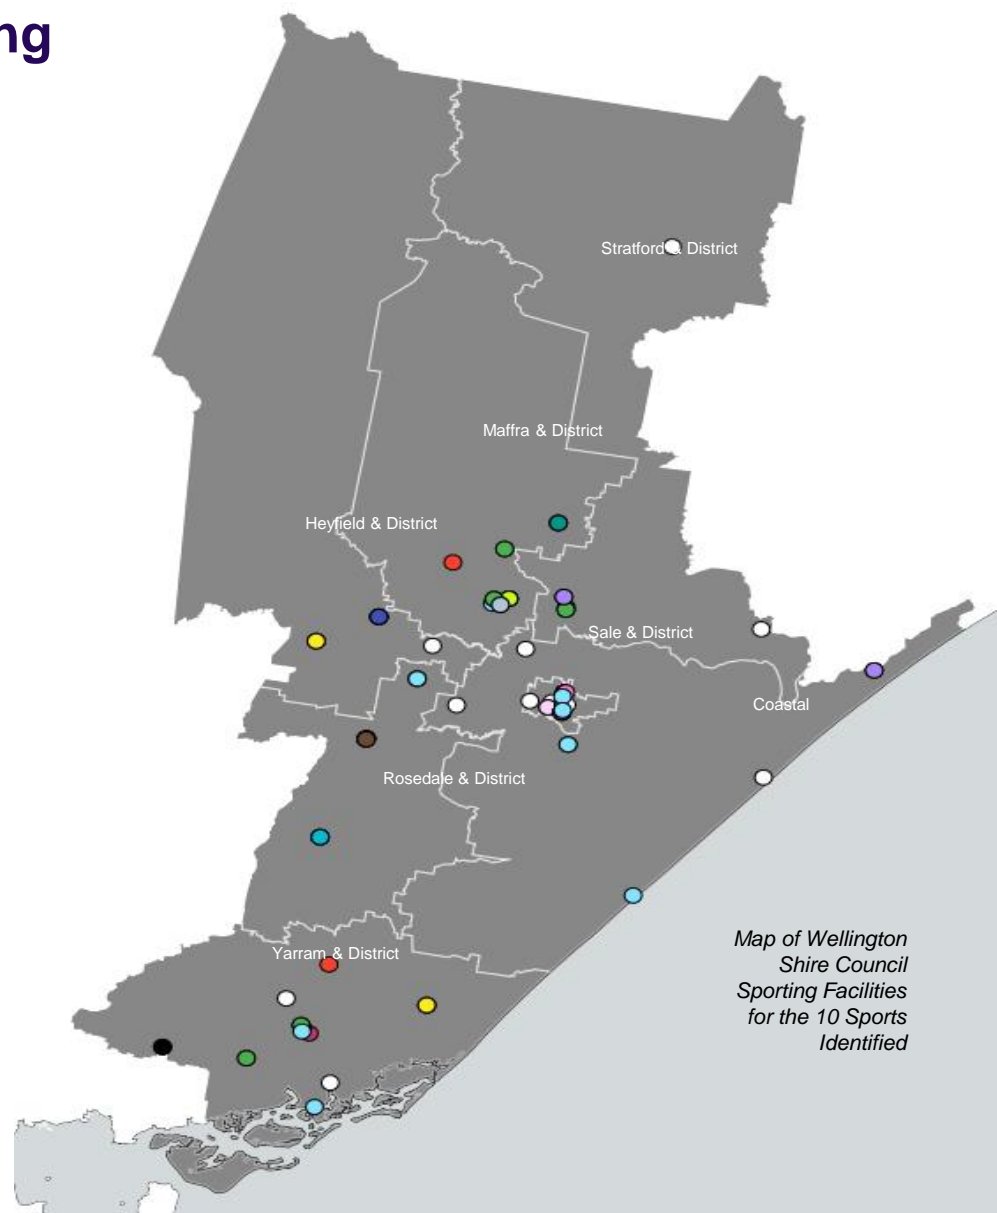 ng
Stratford & District
Maffra & District
Heyfield & District
Sale & District
Coastal
Rosedale & District
Yarram & District
Map of Wellington
Shire Council
Sporting Facilities
for the 10 Sports
Identified